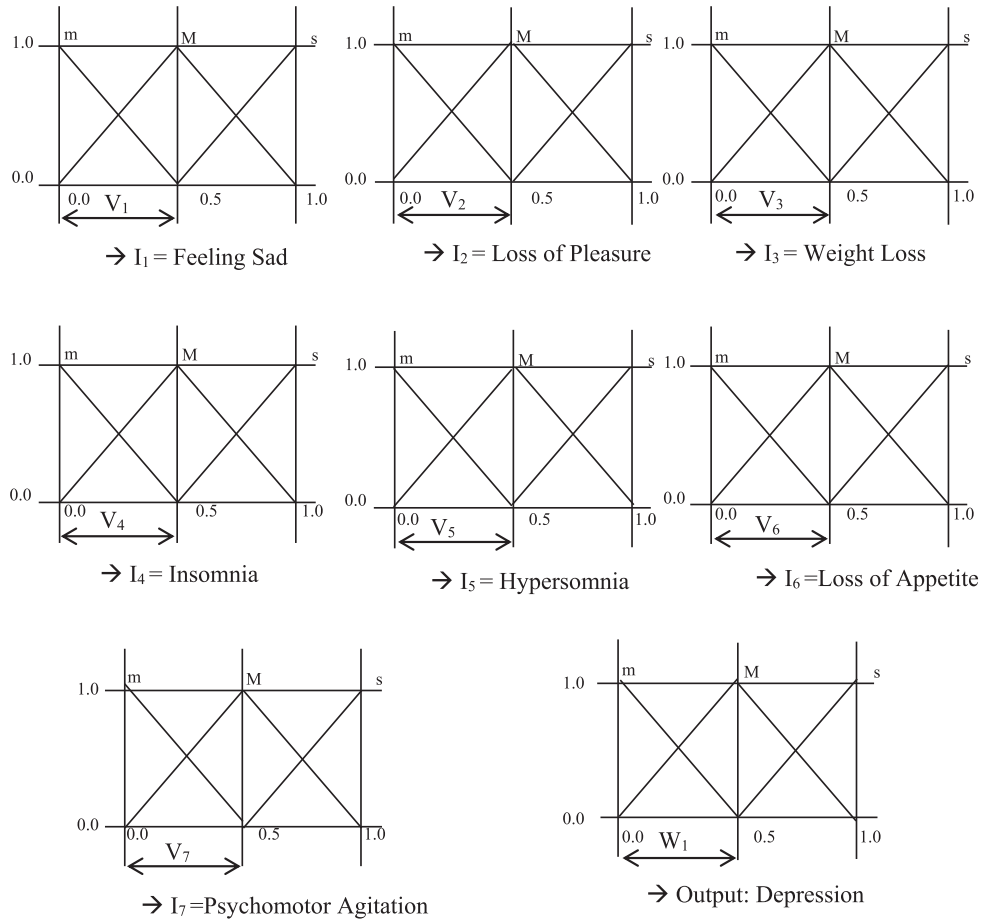 m M s
1.0
0.0
0.0 0.5 1.0
V1
→ I1 = Feeling Sad
m M s
1.0
0.0
0.0 0.5 1.0
V2
→ I2 = Loss of Pleasure
m M s
1.0
0.0
0.0 0.5 1.0
V3
→ I3 = Weight Loss
m M s
1.0
0.0
0.0 0.5 1.0
V4
→ I4 = Insomnia
m M s
1.0
0.0
0.0 0.5 1.0
V5
→ I5 = Hypersomnia
m M s
1.0
0.0
0.0 0.5 1.0
V6
→ I6 =Loss of Appetite
m M s
1.0
0.0
0.0 0.5 1.0
V7
→ I7 =Psychomotor Agitation
m M s
1.0
0.0
0.0 0.5 1.0
W1
→ Output: Depression